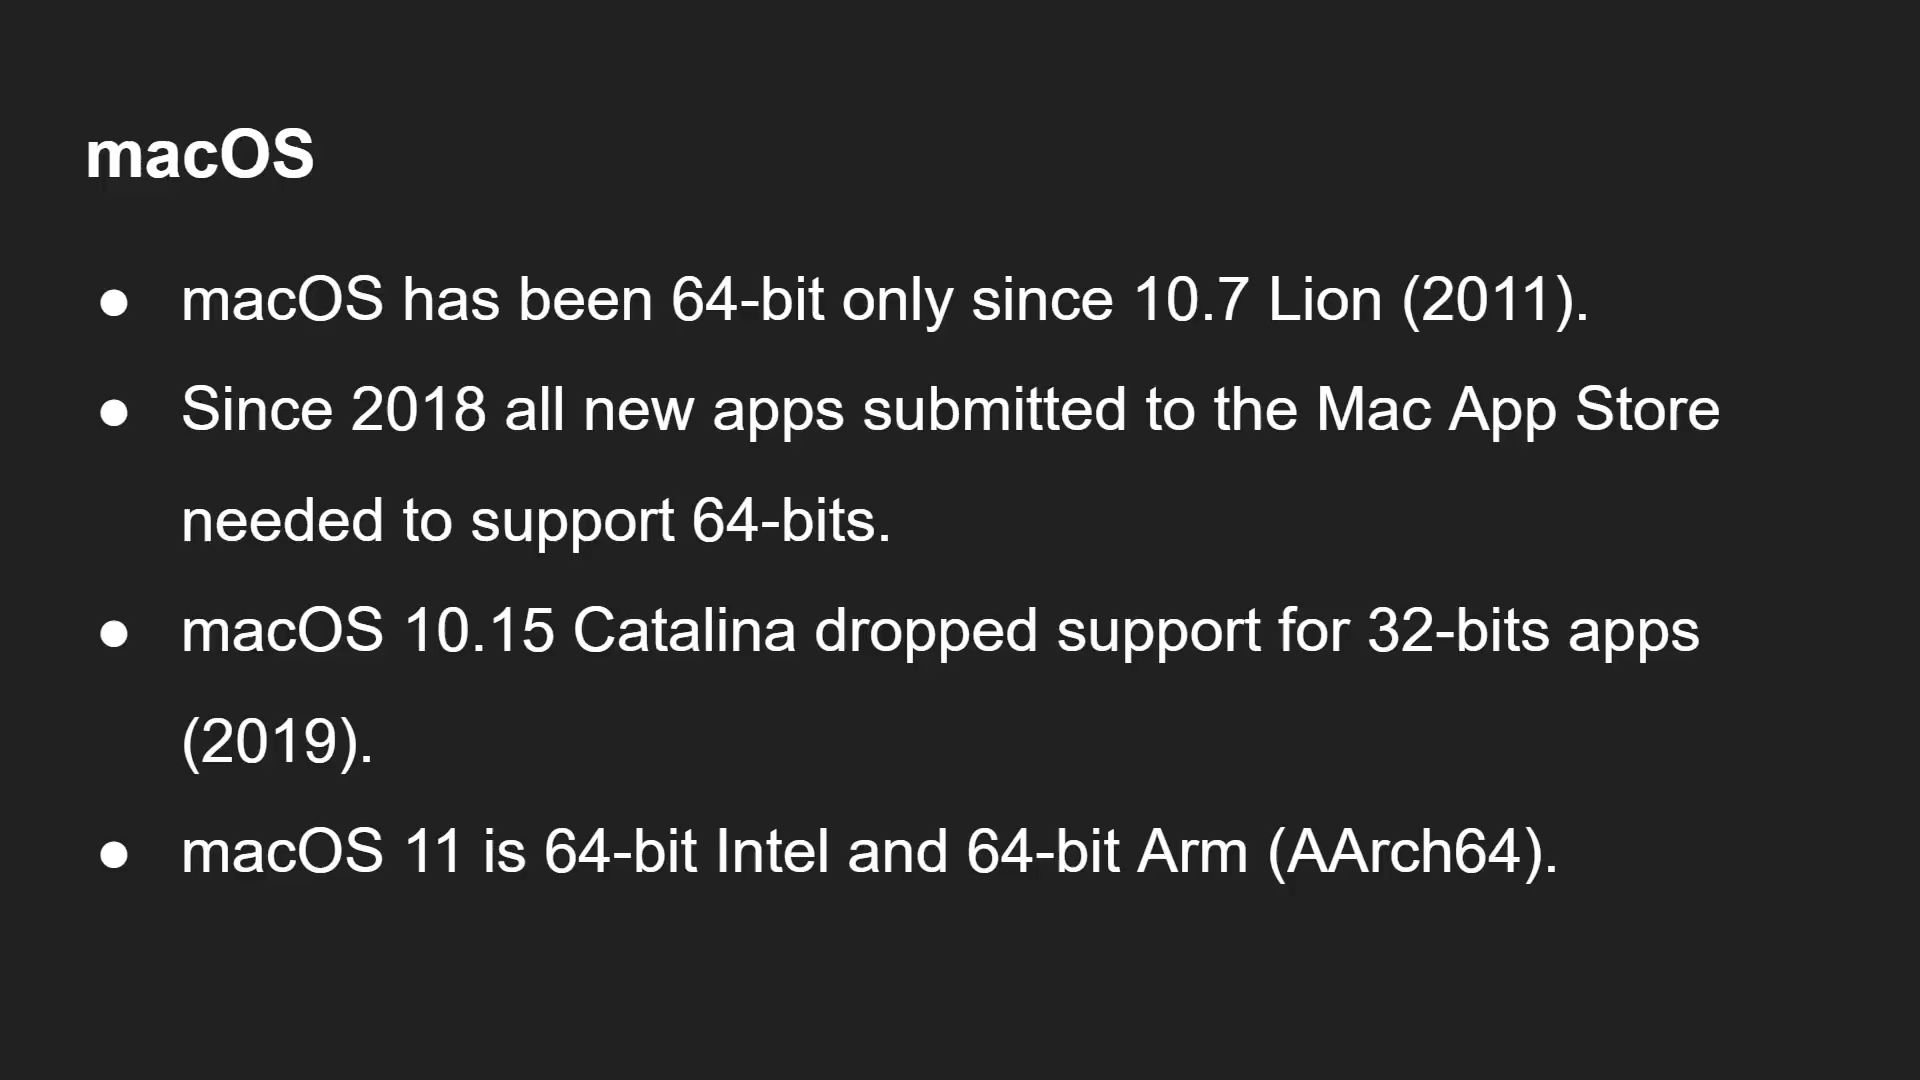 macOS
● macOS has been 64-bit only since 10.7 Lion (2011).
● Since 2018 all new apps submitted to the Mac App Store
needed to support 64-bits.
● macOS 10.15 Catalina dropped support for 32-bits apps
(2019).
● macOS 11 is 64-bit Intel and 64-bit Arm (AArch64).